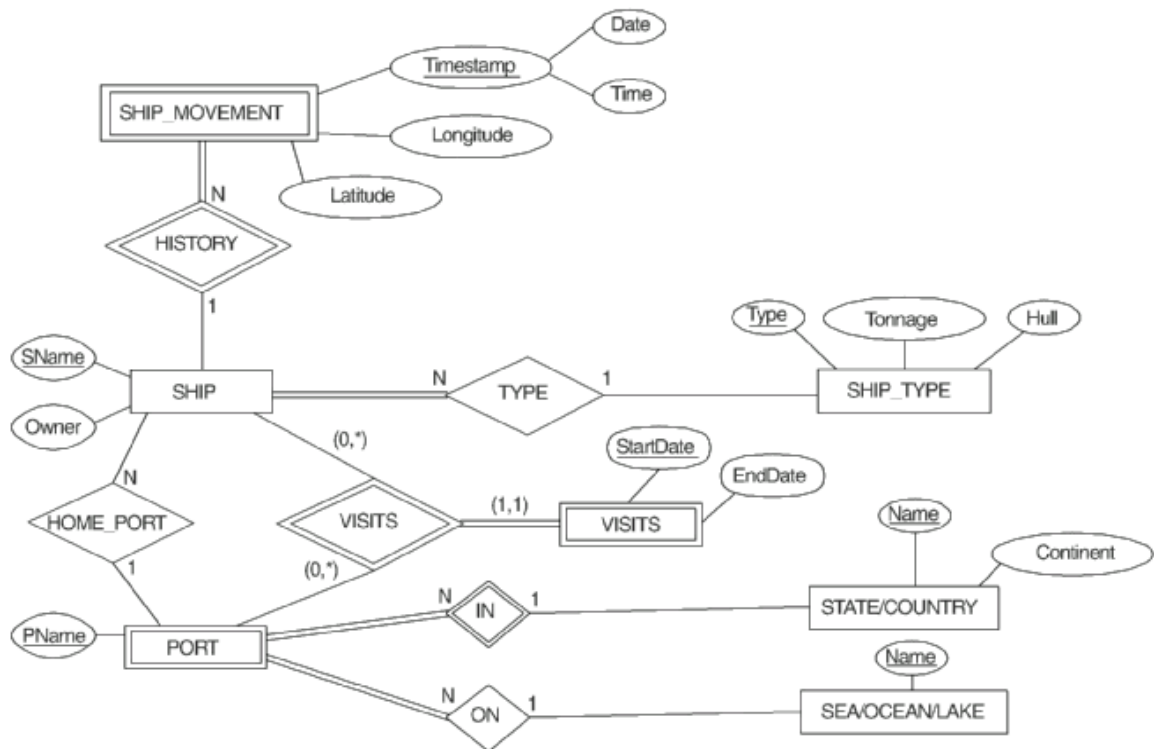 Date
Timestamp
Time
SHIP_MOVEMENT
Longitude
Latitude
N
HISTORY
1
Type
Tonnage
Hull
SName
SHIP
N
TYPE
1
SHIP_TYPE
Owner
(0,*)
StartDate
EndDate
N
(1,1)
HOME_PORT
VISITS
VISITS
Name
(0,*)
Continent
1
N
IN
1
STATE/COUNTRY
PName
PORT
Name
N
ON
1
SEA/OCEAN/LAKE